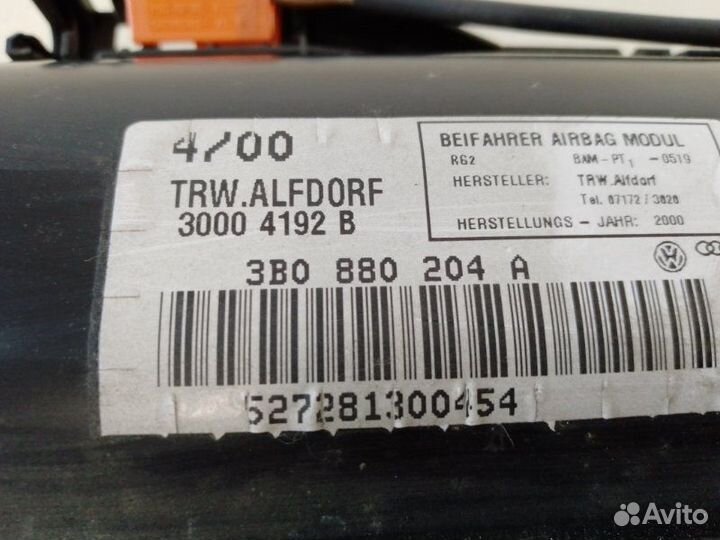 4/00
TRW.ALFDORF
3000 4192 B
BEIFAHRER AIRBAG MODUL
RG2 BAM-PT1 -0519
HERSTELLER: TRW.Alfdorf
Tel. 07172 / 3020
HERSTELLUNGS - JAHR: 2000
3B0 880 204 A
527281300454
Avito